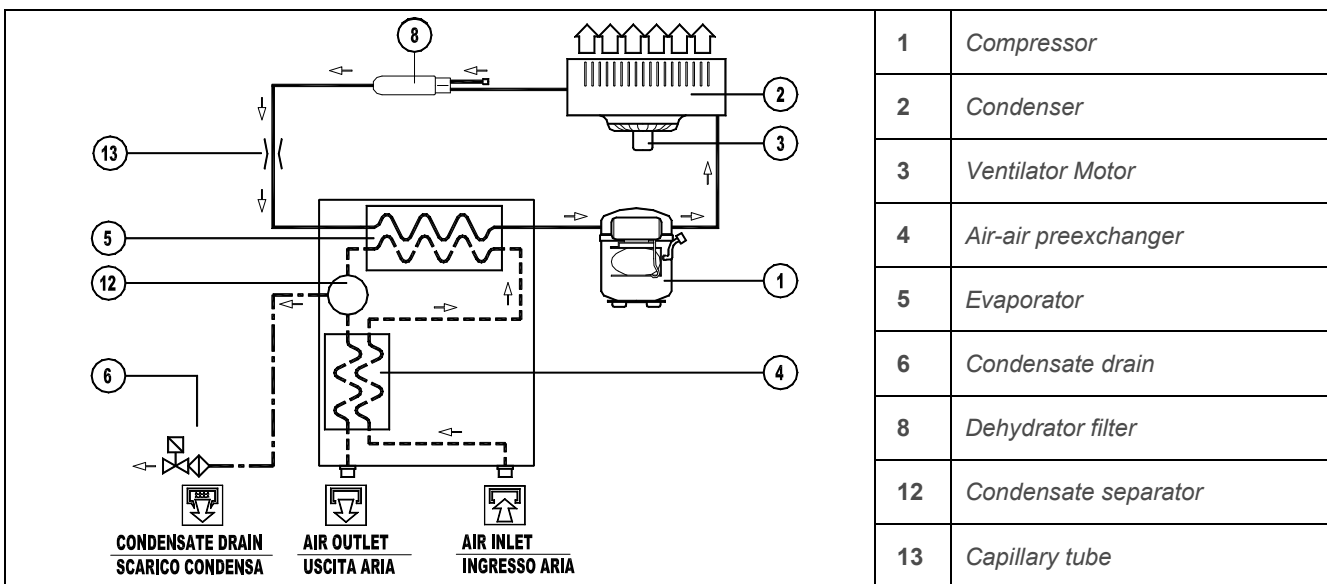 8
2
3
13
5
12
1
6
4
CONDENSATE DRAIN
SCARICO CONDENSA
AIR OUTLET
USCITA ARIA
AIR INLET
INGRESSO ARIA
1 Compressor
2 Condenser
3 Ventilator Motor
4 Air-air preexchanger
5 Evaporator
6 Condensate drain
8 Dehydrator filter
12 Condensate separator
13 Capillary tube